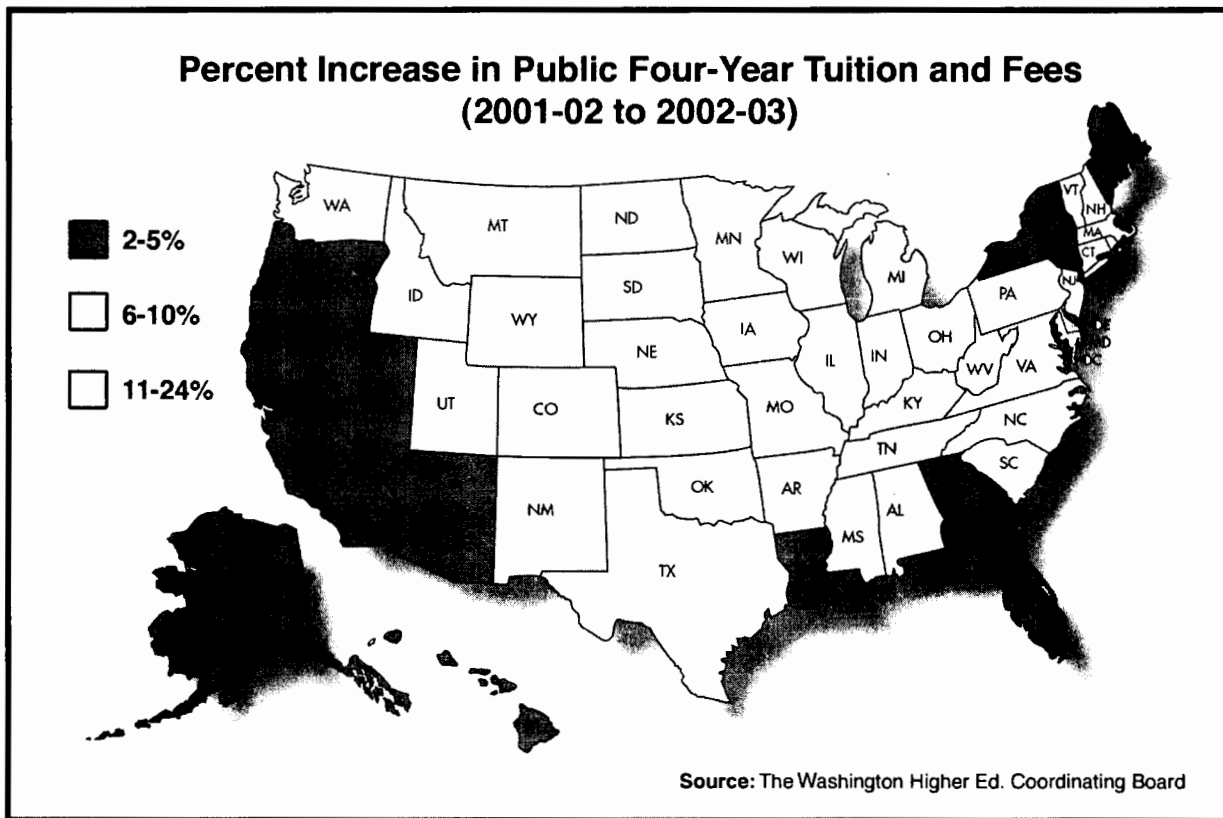 Percent Increase in Public Four-Year Tuition and Fees
(2001-02 to 2002-03)
2-5%
6-10%
11-24%
WA
MT
ND
MN
ID
WY
SD
WI
MI
VT
NH
MA
CT
NJ
PA
NE
IA
IL
IN
OH
WV
VA
DE
MD
DC
UT
CO
KS
MO
KY
NC
TN
SC
NM
OK
AR
MS
AL
TX
Source: The Washington Higher Ed. Coordinating Board